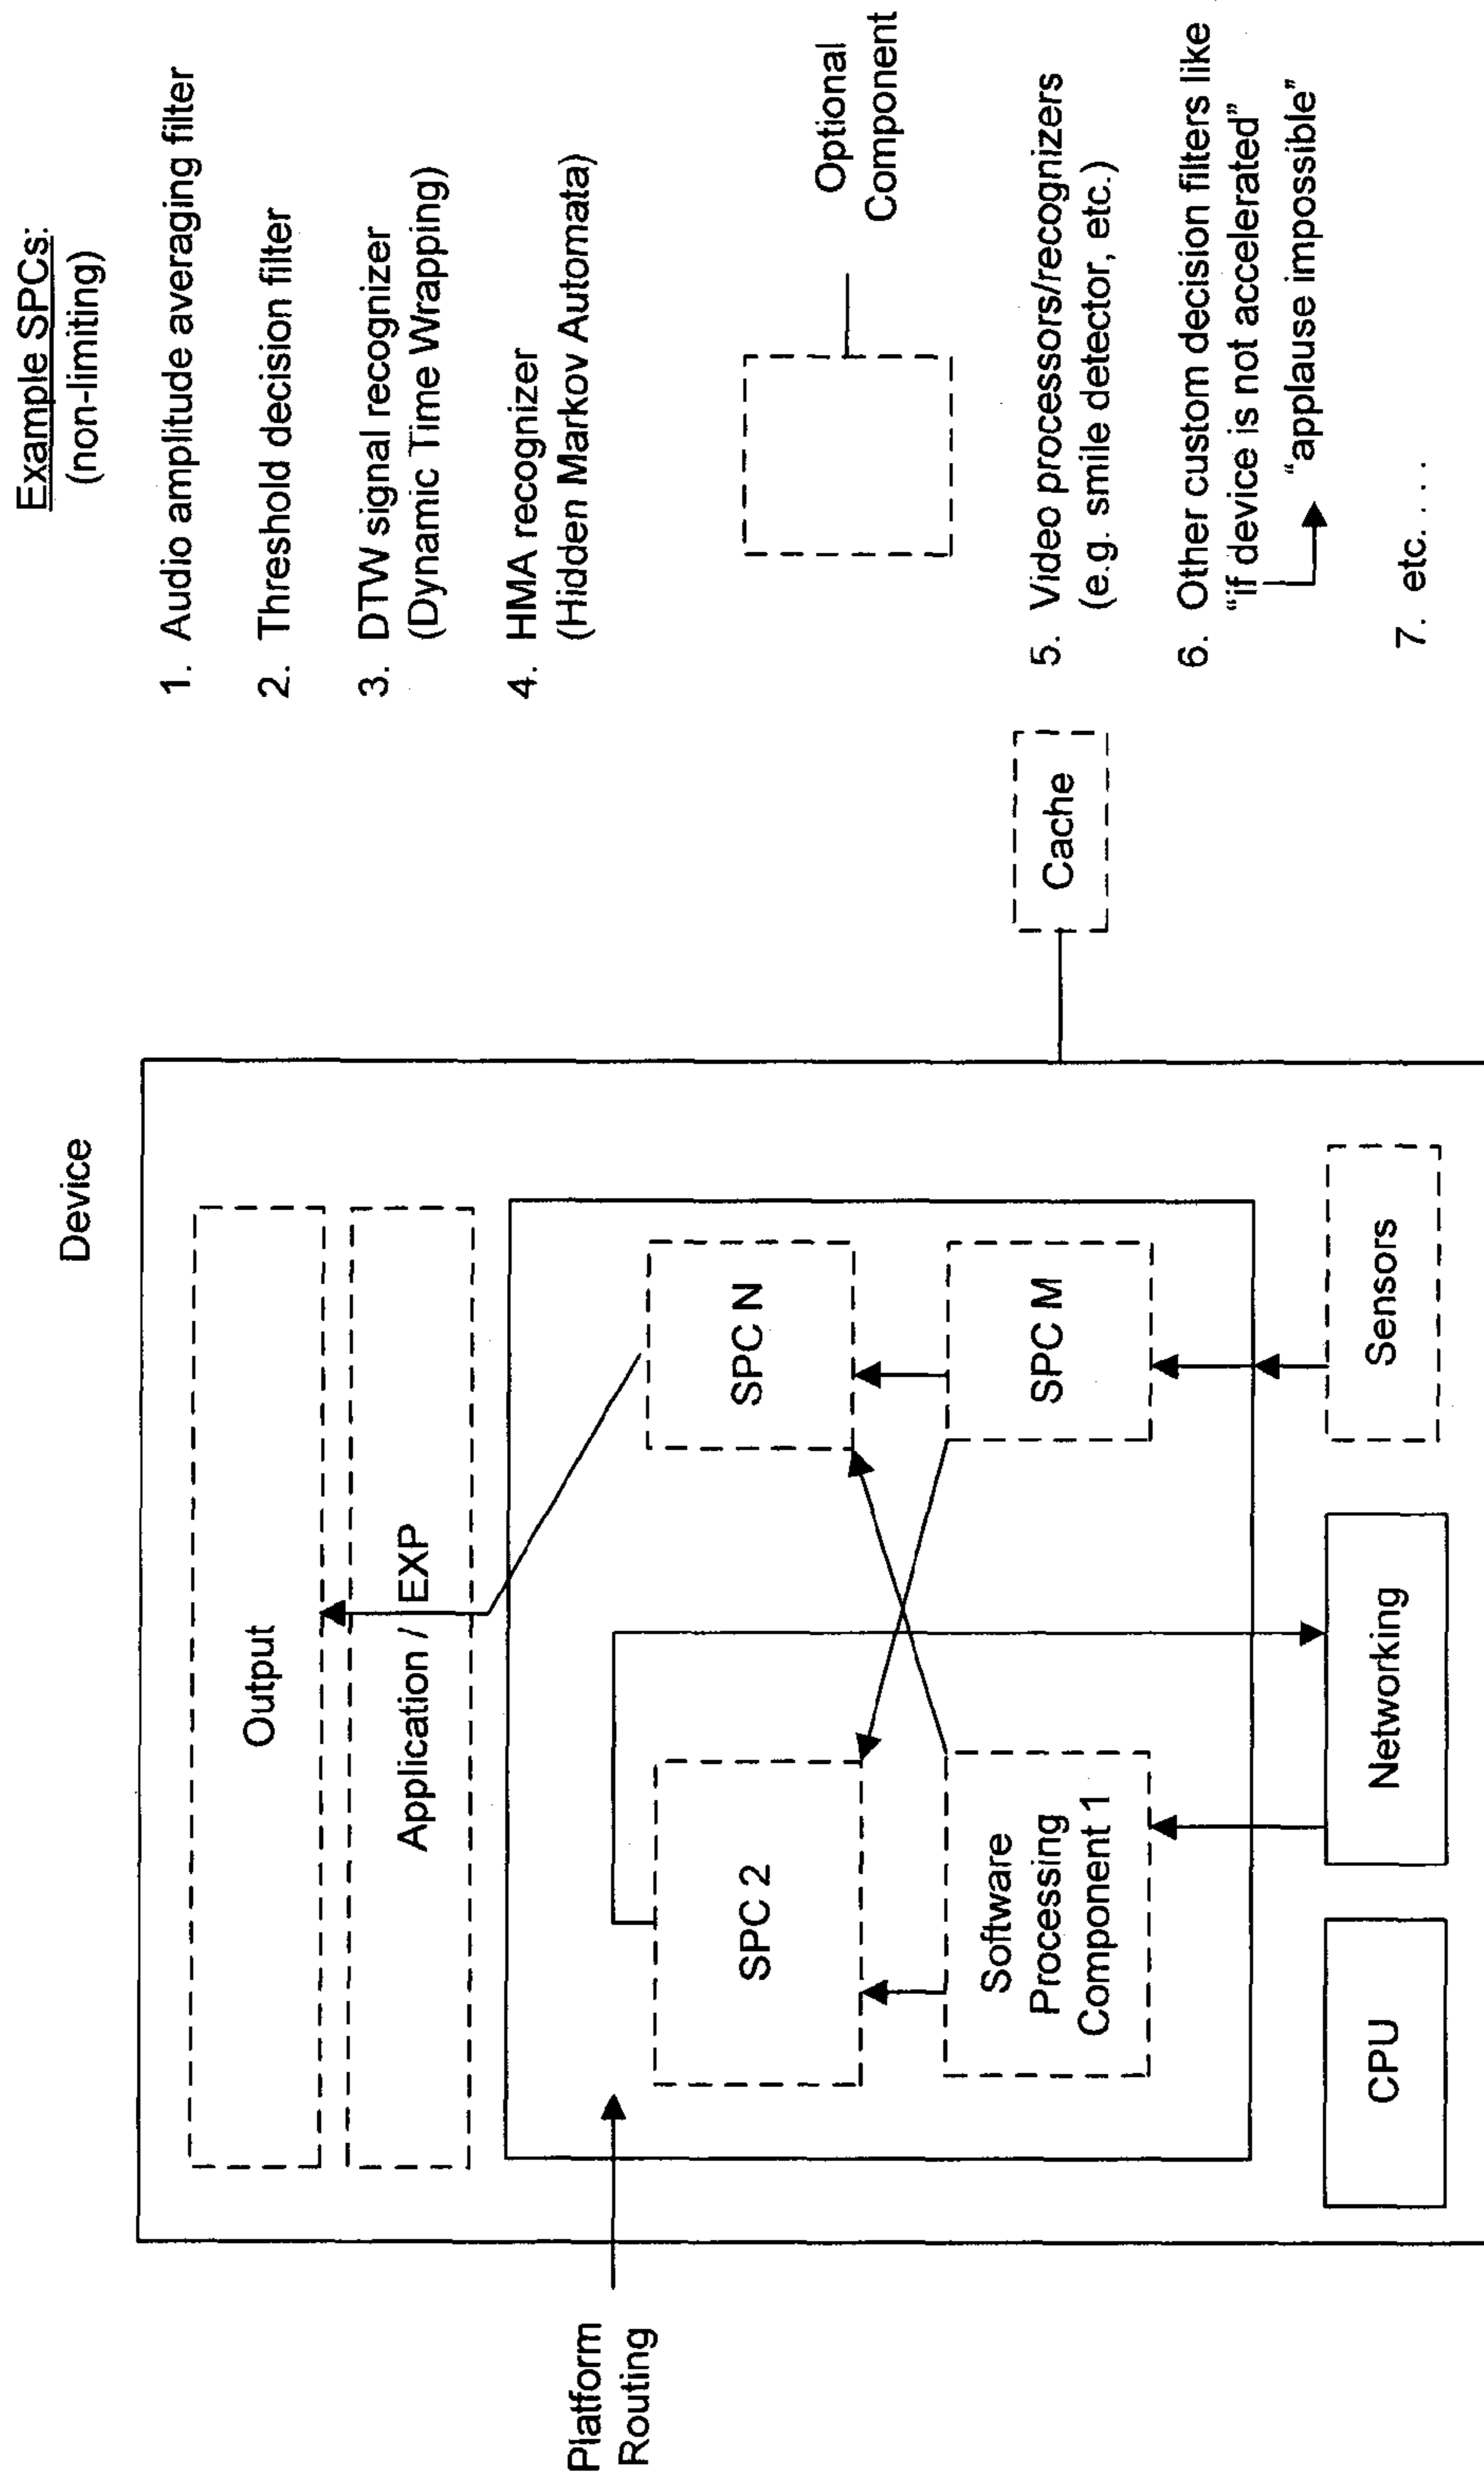 Device
Output
Application / EXP
SPC 2
SPC N
Software
Processing
Component 1
SPC M
CPU
Networking
Sensors
Platform
Routing
Cache
Example SPCs:
(non-limiting)
1. Audio amplitude averaging filter
2. Threshold decision filter
3. DTW signal recognizer
(Dynamic Time Wrapping)
4. HMA recognizer
(Hidden Markov Automata)
Optional
Component
5. Video processors/recognizers
(e.g. smile detector, etc.)
6. Other custom decision filters like
“if device is not accelerated”
“applause impossible”
7. etc. . . .